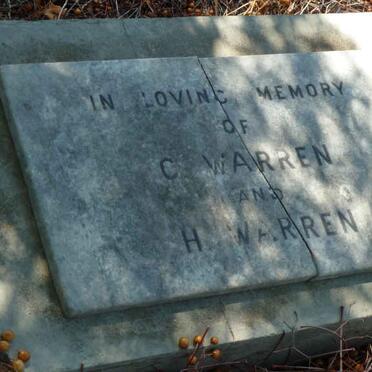 IN LOVING MEMORY
OF
C WARREN
AND
H WARREN